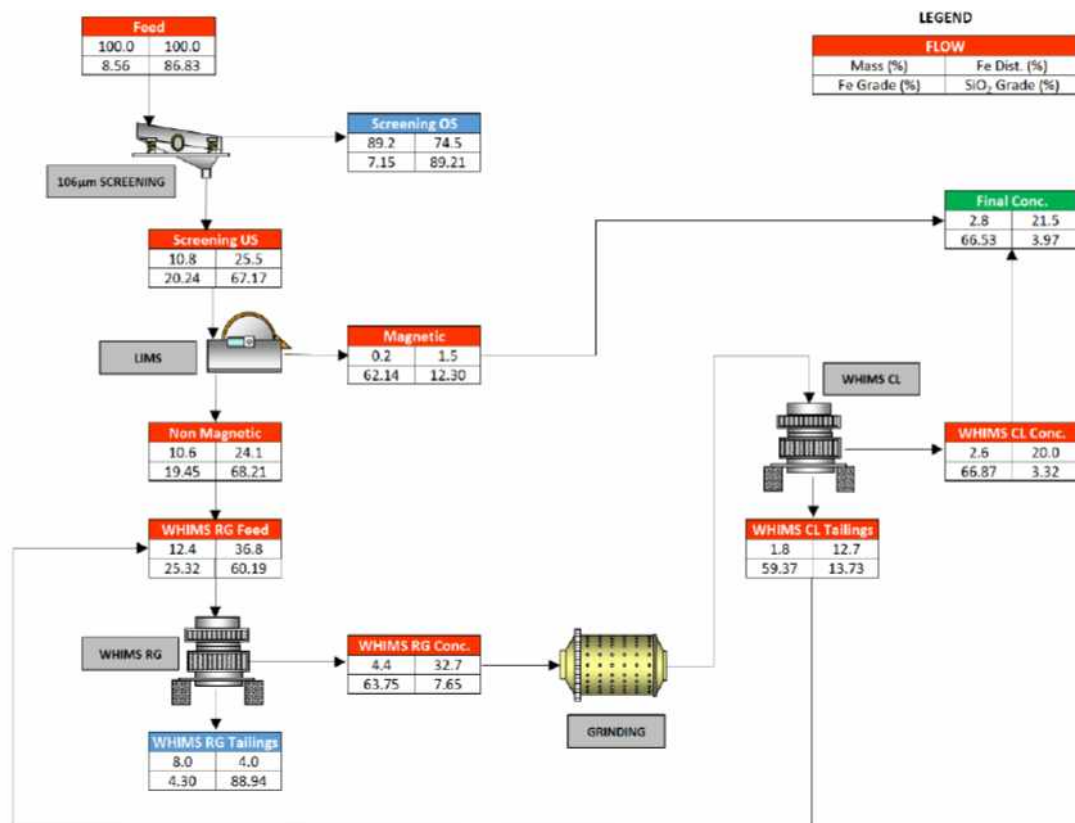 LEGEND
FLOW
Mass (%) Fe Dist. (%)
Fe Grade (%) SiO₂ Grade (%)
Feed
100.0 100.0
8.56 86.83
106µm SCREENING
Screening OS
89.2 74.5
7.15 89.21
Screening US
10.8 25.5
20.24 67.17
LIMS
Magnetic
0.2 1.5
62.14 12.30
Final Conc.
2.8 21.5
66.53 3.97
Non Magnetic
10.6 24.1
19.45 68.21
WHIMS CL
WHIMS CL Conc.
2.6 20.0
66.87 3.32
WHIMS RG Feed
12.4 36.8
25.32 60.19
WHIMS CL Tailings
1.8 12.7
59.37 13.73
WHIMS RG
WHIMS RG Conc.
4.4 32.7
63.75 7.65
GRINDING
WHIMS RG Tailings
8.0 4.0
4.30 88.94